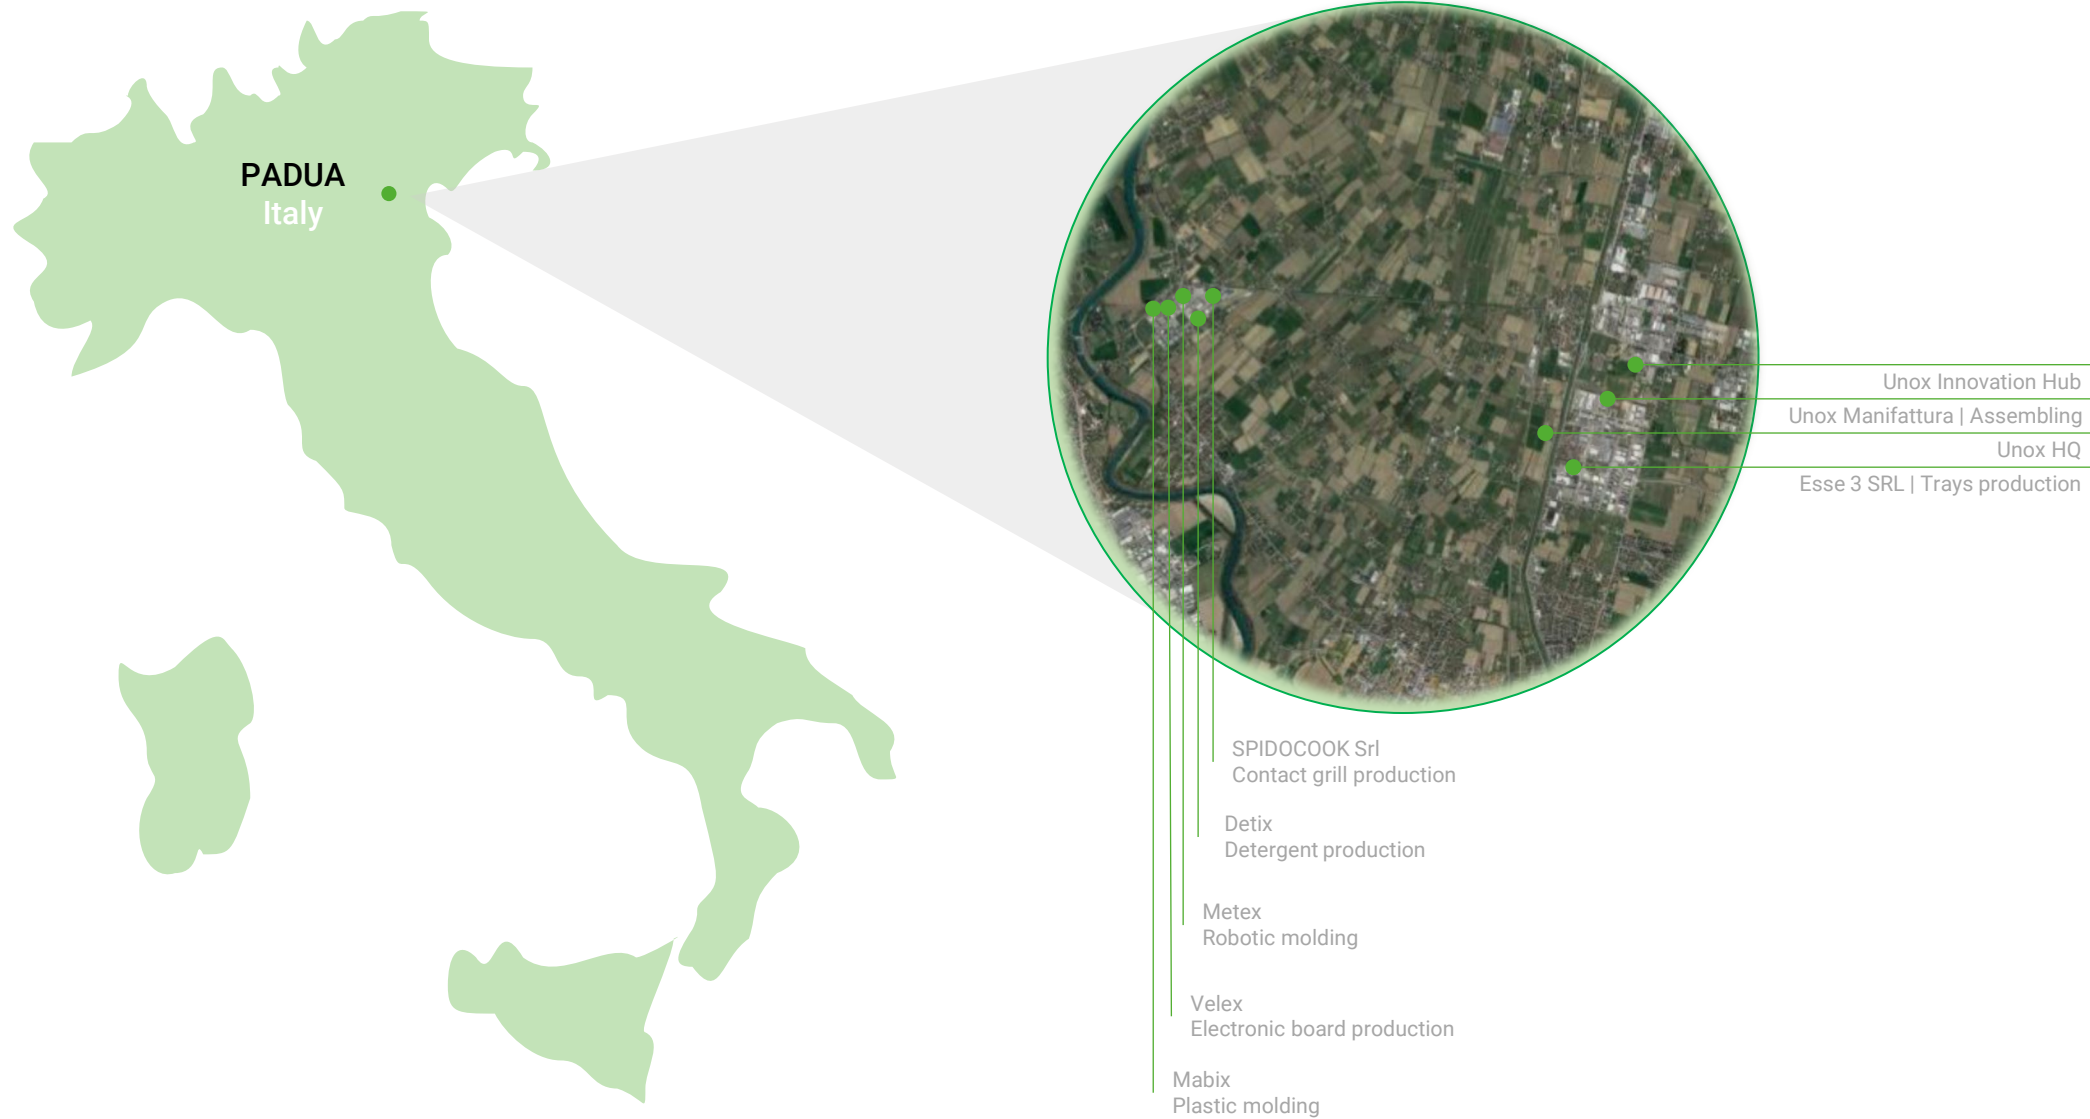 PADUA
Italy
Unox Innovation Hub
Unox Manifattura | Assembling
Unox HQ
Esse 3 SRL | Trays production
SPIDOCOOK Srl
Contact grill production
Detix
Detergent production
Metex
Robotic molding
Velex
Electronic board production
Mabix
Plastic molding